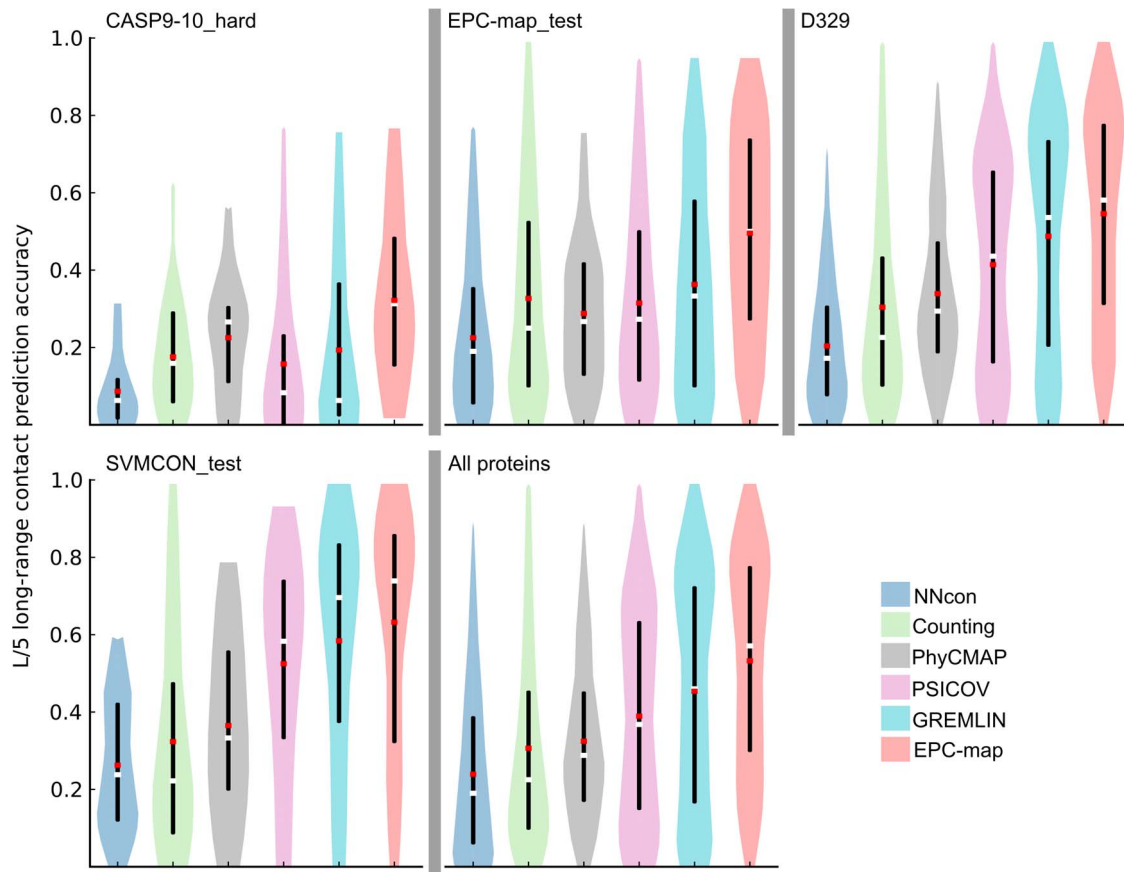 CASP9-10_hard
EPC-map_test
D329
1.0
0.8
0.6
0.4
0.2
SVMCON_test
All proteins
1.0
0.8
0.6
0.4
0.2
L/5 long-range contact prediction accuracy
NNcon
Counting
PhyCMAP
PSICOV
GREMLIN
EPC-map